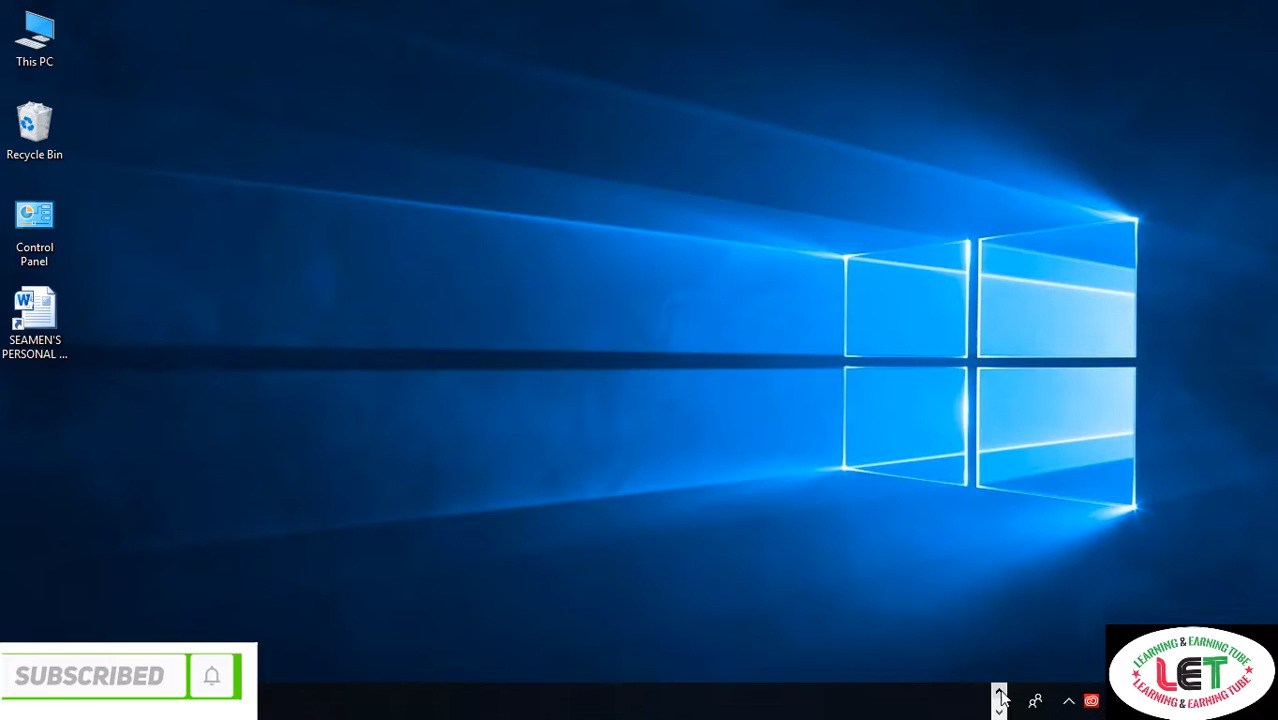 This PC
Recycle Bin
Control
Panel
SEAMEN'S
PERSONAL ...
SUBSCRIBED
LEARNING & EARNING TUBE
LET
LEARNING & EARNING TUBE